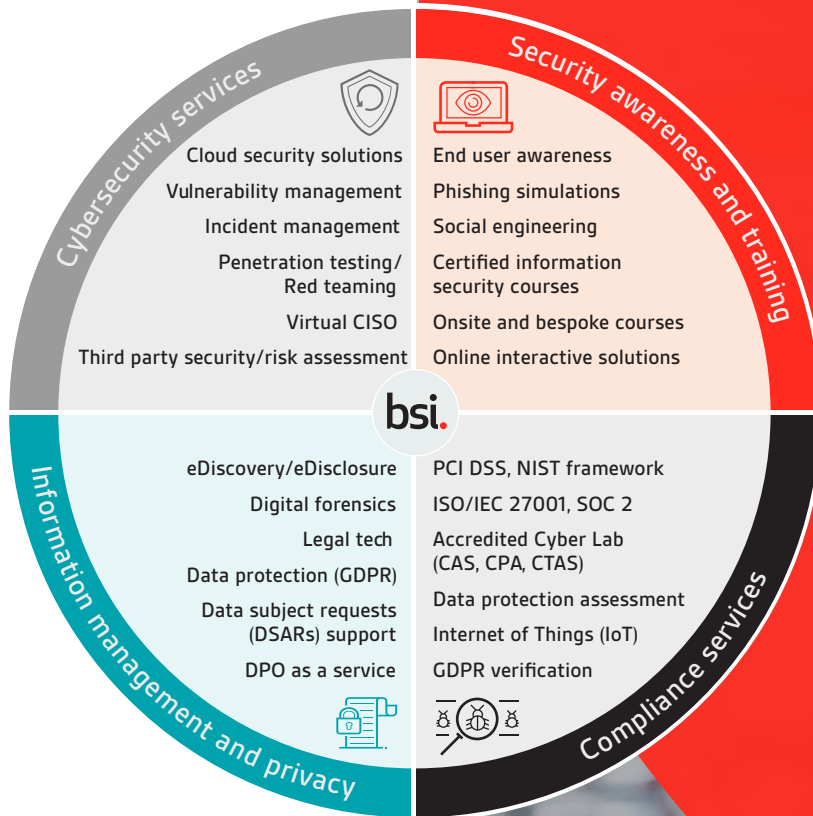 Cybersecurity services
Cloud security solutions
Vulnerability management
Incident management
Penetration testing/
Red teaming
Virtual CISO
Third party security/risk assessment
Security awareness and training
End user awareness
Phishing simulations
Social engineering
Certified information
security courses
Onsite and bespoke courses
Online interactive solutions
bsi.
Information management and privacy
eDiscovery/eDisclosure
Digital forensics
Legal tech
Data protection (GDPR)
Data subject requests
(DSARs) support
DPO as a service
Compliance services
PCI DSS, NIST framework
ISO/IEC 27001, SOC 2
Accredited Cyber Lab
(CAS, CPA, CTAS)
Data protection assessment
Internet of Things (IoT)
GDPR verification